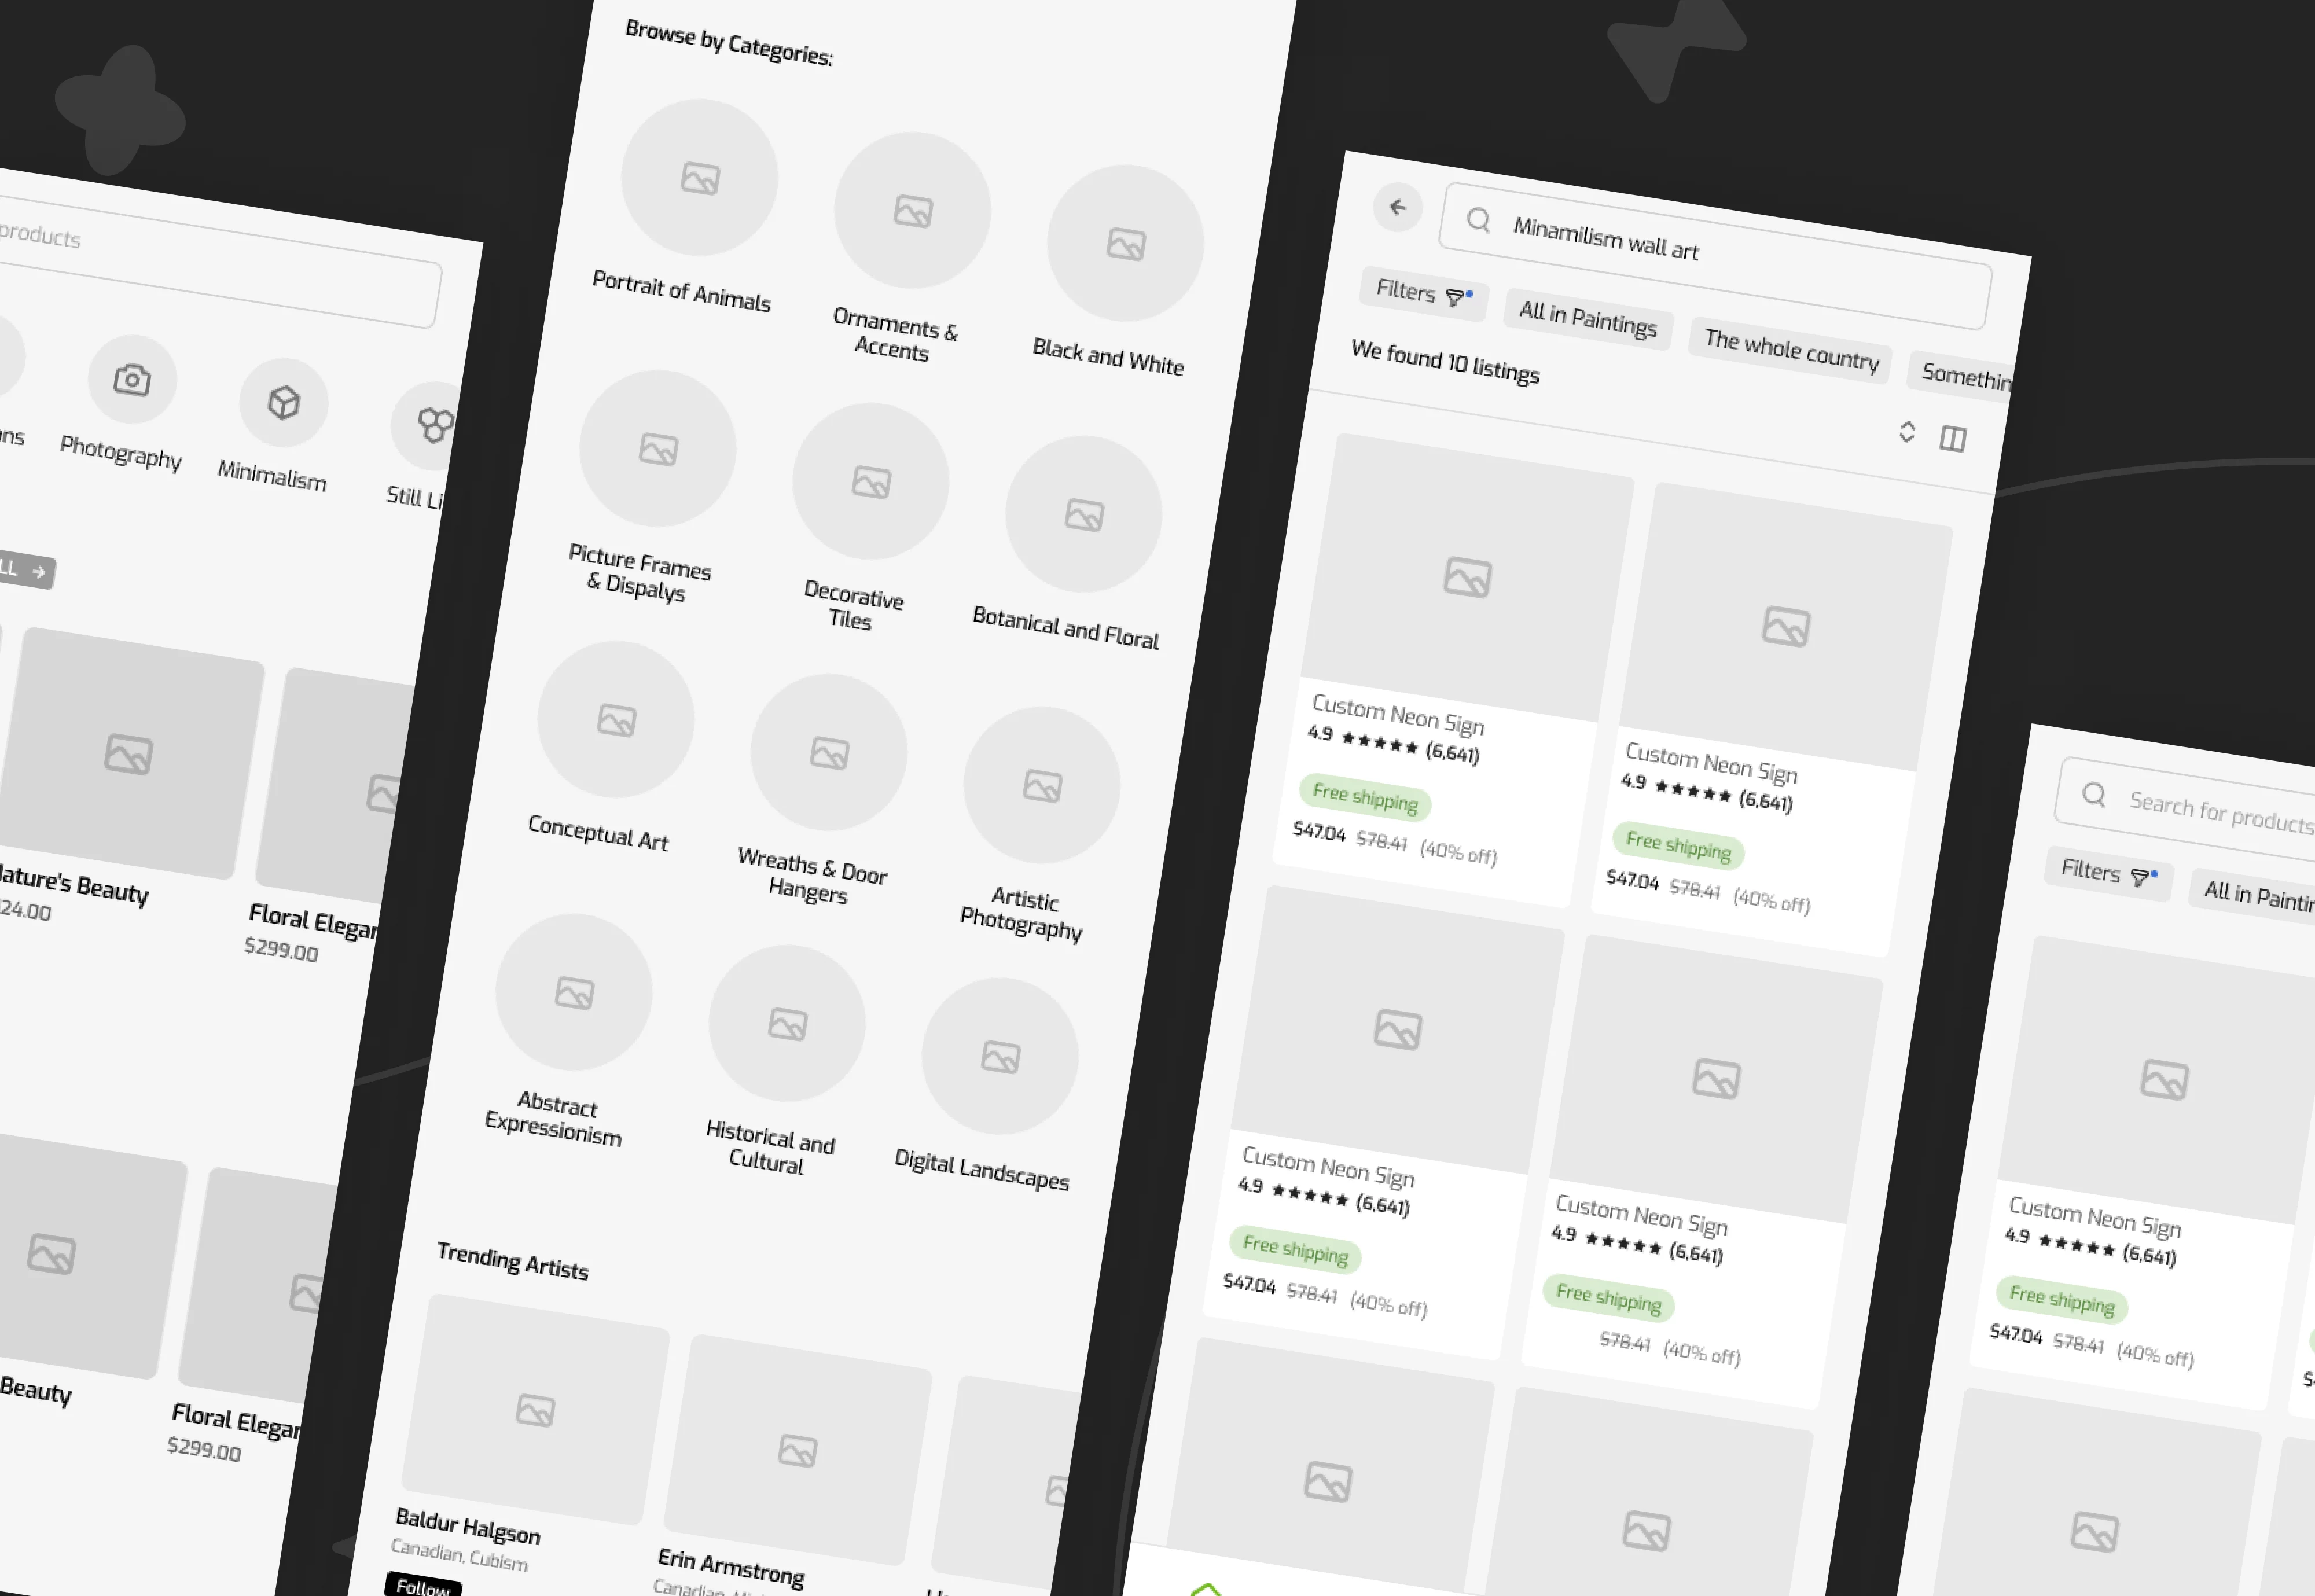 products
Photography
Minimalism
Still Li
LL
Nature's Beauty
24.00
Floral Elegan
$299.00
Beauty
Floral Elegan
$299.00
Browse by Categories:
Portrait of Animals
Ornaments &
Accents
Black and White
Picture Frames
& Dispalys
Decorative
Tiles
Botanical and Floral
Conceptual Art
Wreaths & Door
Hangers
Artistic
Photography
Abstract
Expressionism
Historical and
Cultural
Digital Landscapes
Trending Artists
Baldur Halgson
Canadian, Cubism
Follow
Erin Armstrong
Canadian,
Minamilism wall art
Filters
All in Paintings
The whole country
Somethin
We found 10 listings
Custom Neon Sign
4.9 ★★★★★ (6,641)
Free shipping
$47.04 $78.41 (40% off)
Custom Neon Sign
4.9 ★★★★★ (6,641)
Free shipping
$47.04 $78.41 (40% off)
Custom Neon Sign
4.9 ★★★★★ (6,641)
Free shipping
$47.04 $78.41 (40% off)
Custom Neon Sign
4.9 ★★★★★ (6,641)
Free shipping
$78.41 (40% off)
Search for products
Filters
All in Paintin
Custom Neon Sign
4.9 ★★★★★ (6,641)
Free shipping
$47.04 $78.41 (40% off)